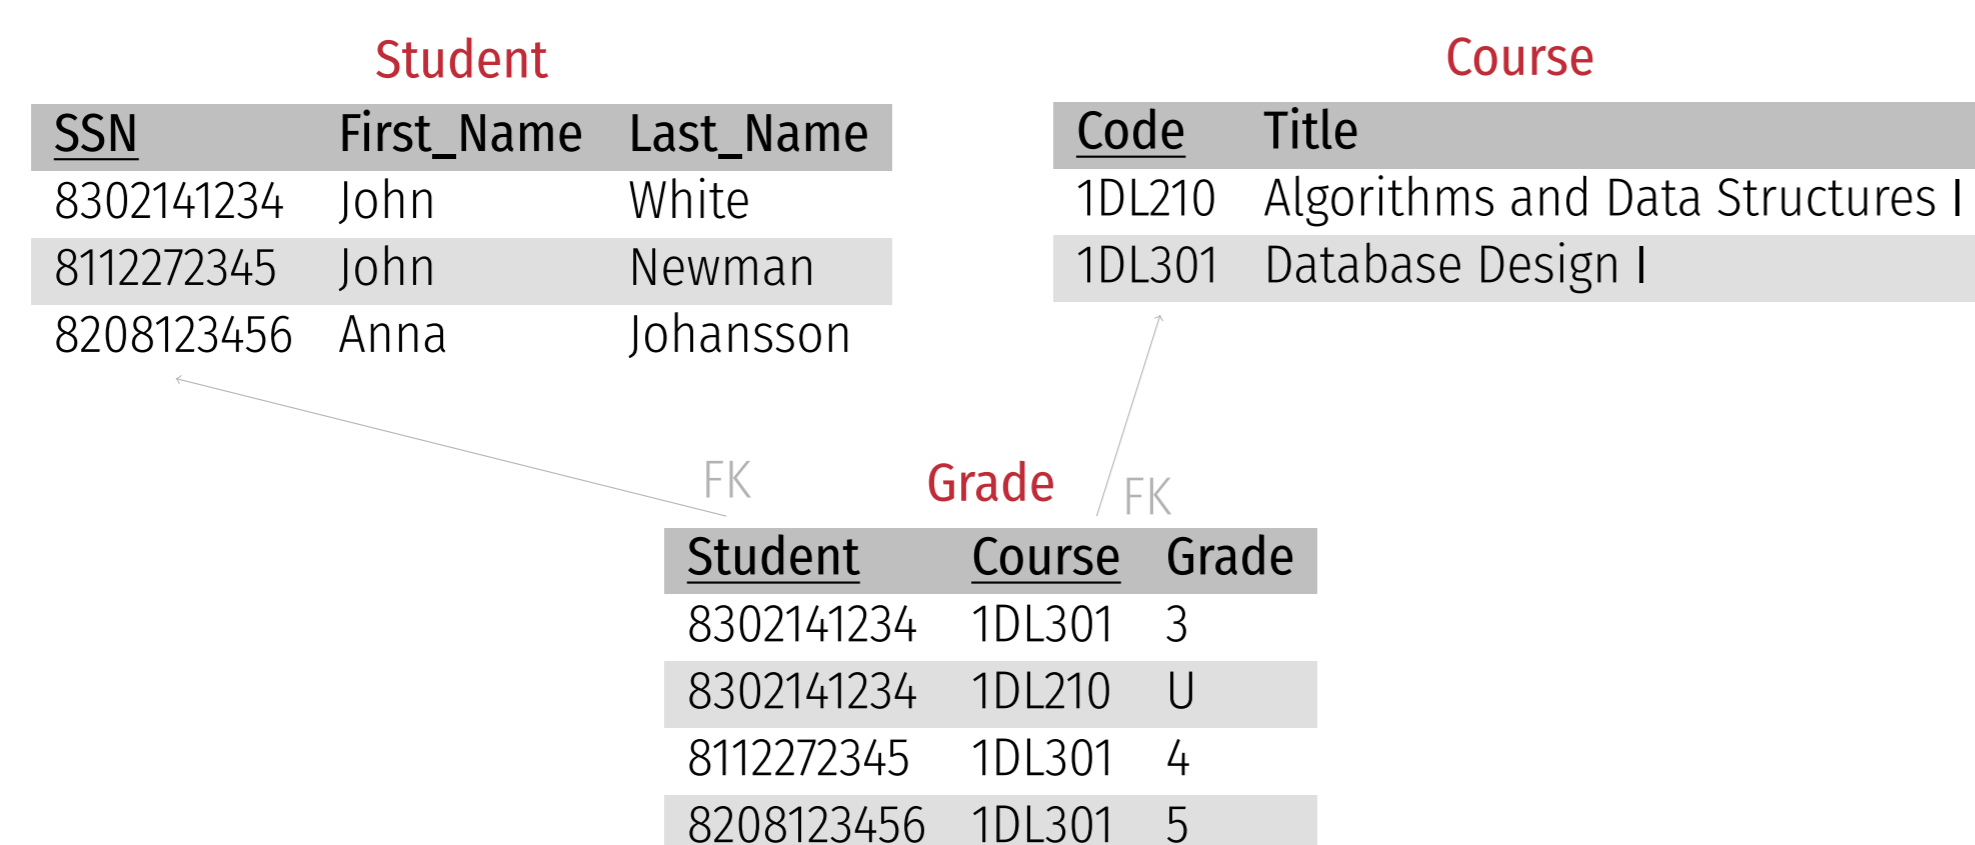 Student
SSN First_Name Last_Name
8302141234 John White
8112272345 John Newman
8208123456 Anna Johansson
Course
Code Title
1DL210 Algorithms and Data Structures I
1DL301 Database Design I
FK
Grade
FK
Student Course Grade
8302141234 1DL301 3
8302141234 1DL210 U
8112272345 1DL301 4
8208123456 1DL301 5